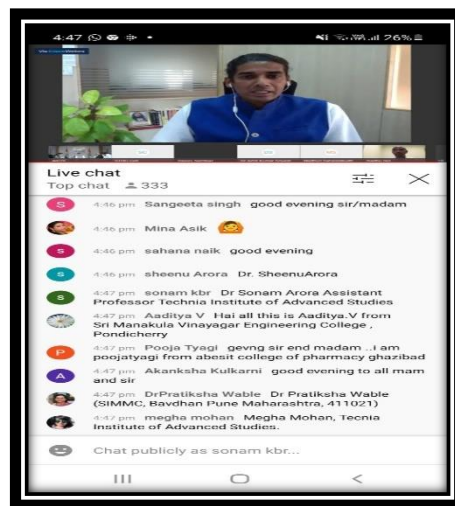 4:47
26%
Live chat
Top chat 333
S
4:46 pm Sangeeta singh good evening sir/madam
4:46 pm Mina Asik
s
4:46 pm sahana naik good evening
s
4:46 pm sheenu Arora Dr. SheenuArora
s
4:47 pm sonam kbr Dr Sonam Arora Assistant
Professor Technia Institute of Advanced Studies
4:47 pm Aaditya V Hai all this is Aaditya.V from
Sri Manakula Vinayagar Engineering College ,
Pondicherry
P
4:47 pm Pooja Tyagi gevng sir end madam ..i am
poojatyagi from abesit college of pharmacy ghazibad
A
4:47 pm Akanksha Kulkarni good evening to all mam
and sir
4:47 pm DrPratiksha Wable Dr Pratiksha Wable
(SIMMC, Bavdhan Pune Maharashtra, 411021)
4:47 pm megha mohan Megha Mohan, Tecnia
Institute of Advanced Studies.
Chat publicly as sonam kbr...